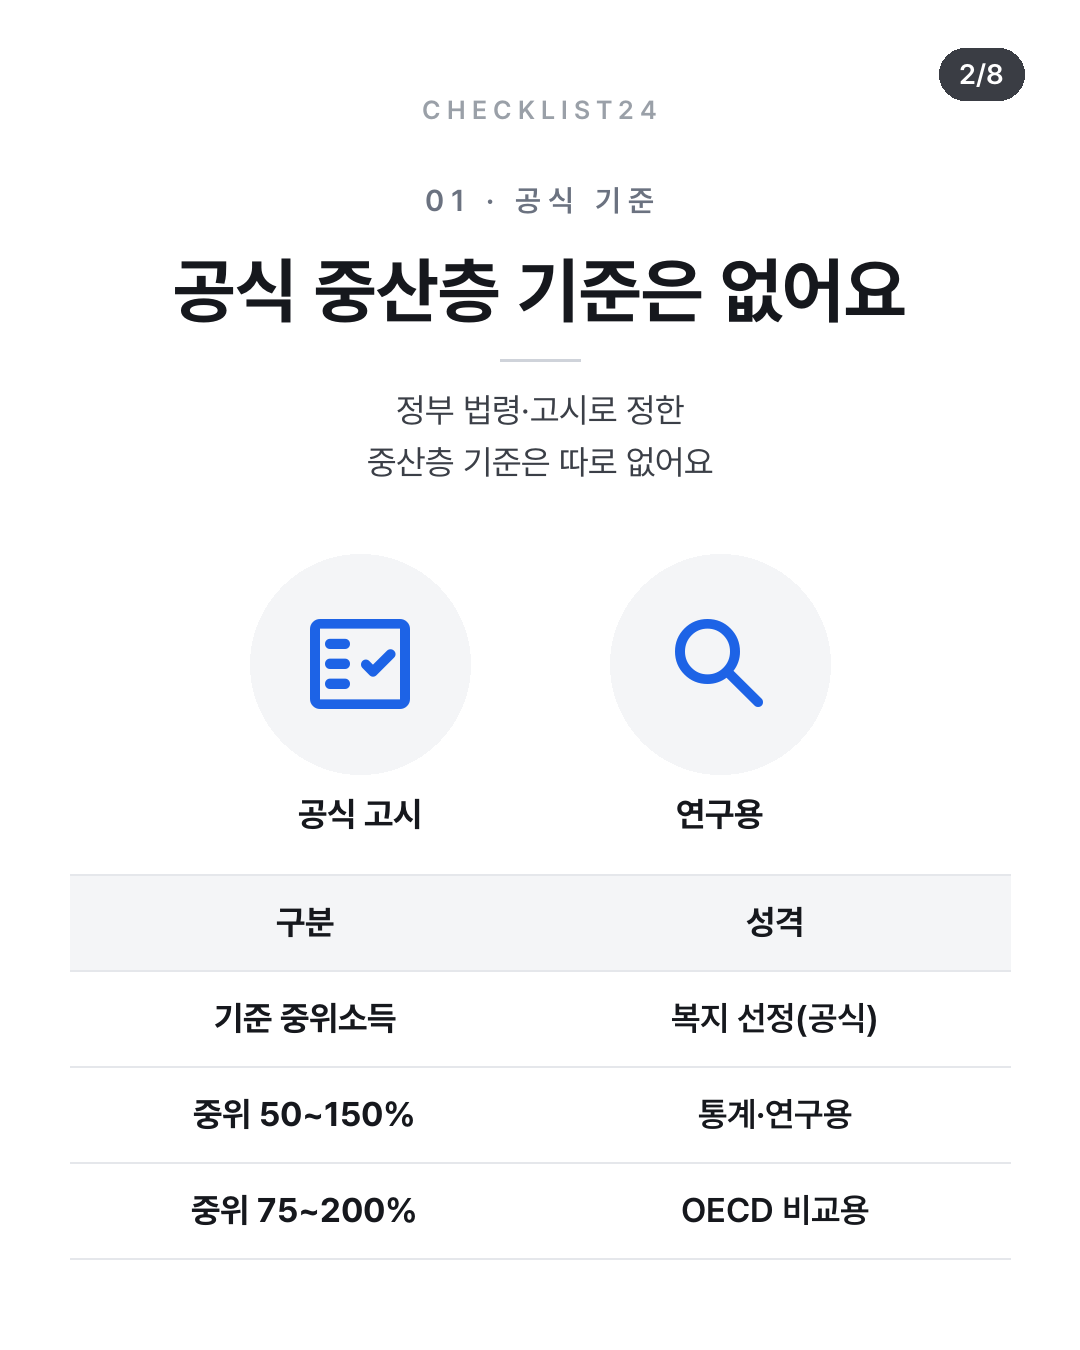 2/8
CHECKLIST24
01 · 공식 기준
공식 중산층 기준은 없어요
정부 법령·고시로 정한
중산층 기준은 따로 없어요
공식 고시 연구용
구분 성격
기준 중위소득 복지 선정(공식)
중위 50~150% 통계·연구용
중위 75~200% OECD 비교용